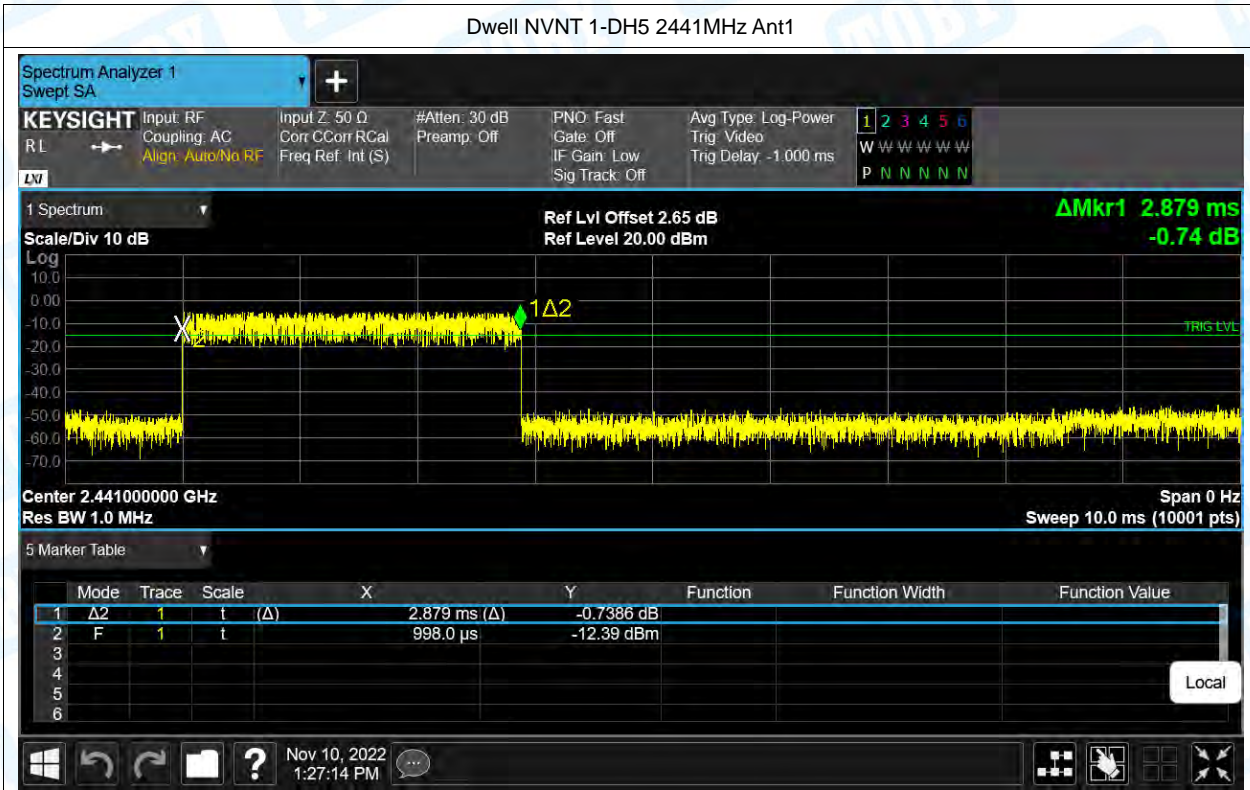 Dwell NVNT 1-DH5 2441MHz Ant1
Spectrum Analyzer 1
Swept SA
+
KEYSIGHT
RL
LXI
Input: RF
Coupling: AC
Align: Auto/No RF
Input Z: 50 Ω
Corr CCorr RCal
Freq Ref: Int (S)
#Atten: 30 dB
Preamp: Off
PNO: Fast
Gate: Off
IF Gain: Low
Sig Track: Off
Avg Type: Log-Power
Trig: Video
Trig Delay: -1.000 ms
1 2 3 4 5 6
W W W W W W
P N N N N N
1 Spectrum
Scale/Div 10 dB
Ref Lvl Offset 2.65 dB
Ref Level 20.00 dBm
ΔMkr1 2.879 ms
-0.74 dB
Log
10.0
0.00
-10.0
-20.0
-30.0
-40.0
-50.0
-60.0
-70.0
1Δ2
2
TRIG LVL
Center 2.441000000 GHz
Res BW 1.0 MHz
Span 0 Hz
Sweep 10.0 ms (10001 pts)
5 Marker Table
Mode Trace Scale X Y Function Function Width Function Value
1 Δ2 1 t (Δ) 2.879 ms (Δ) -0.7386 dB
2 F 1 t 998.0 µs -12.39 dBm
3
4
5
6
Local
?
Nov 10, 2022
1:27:14 PM